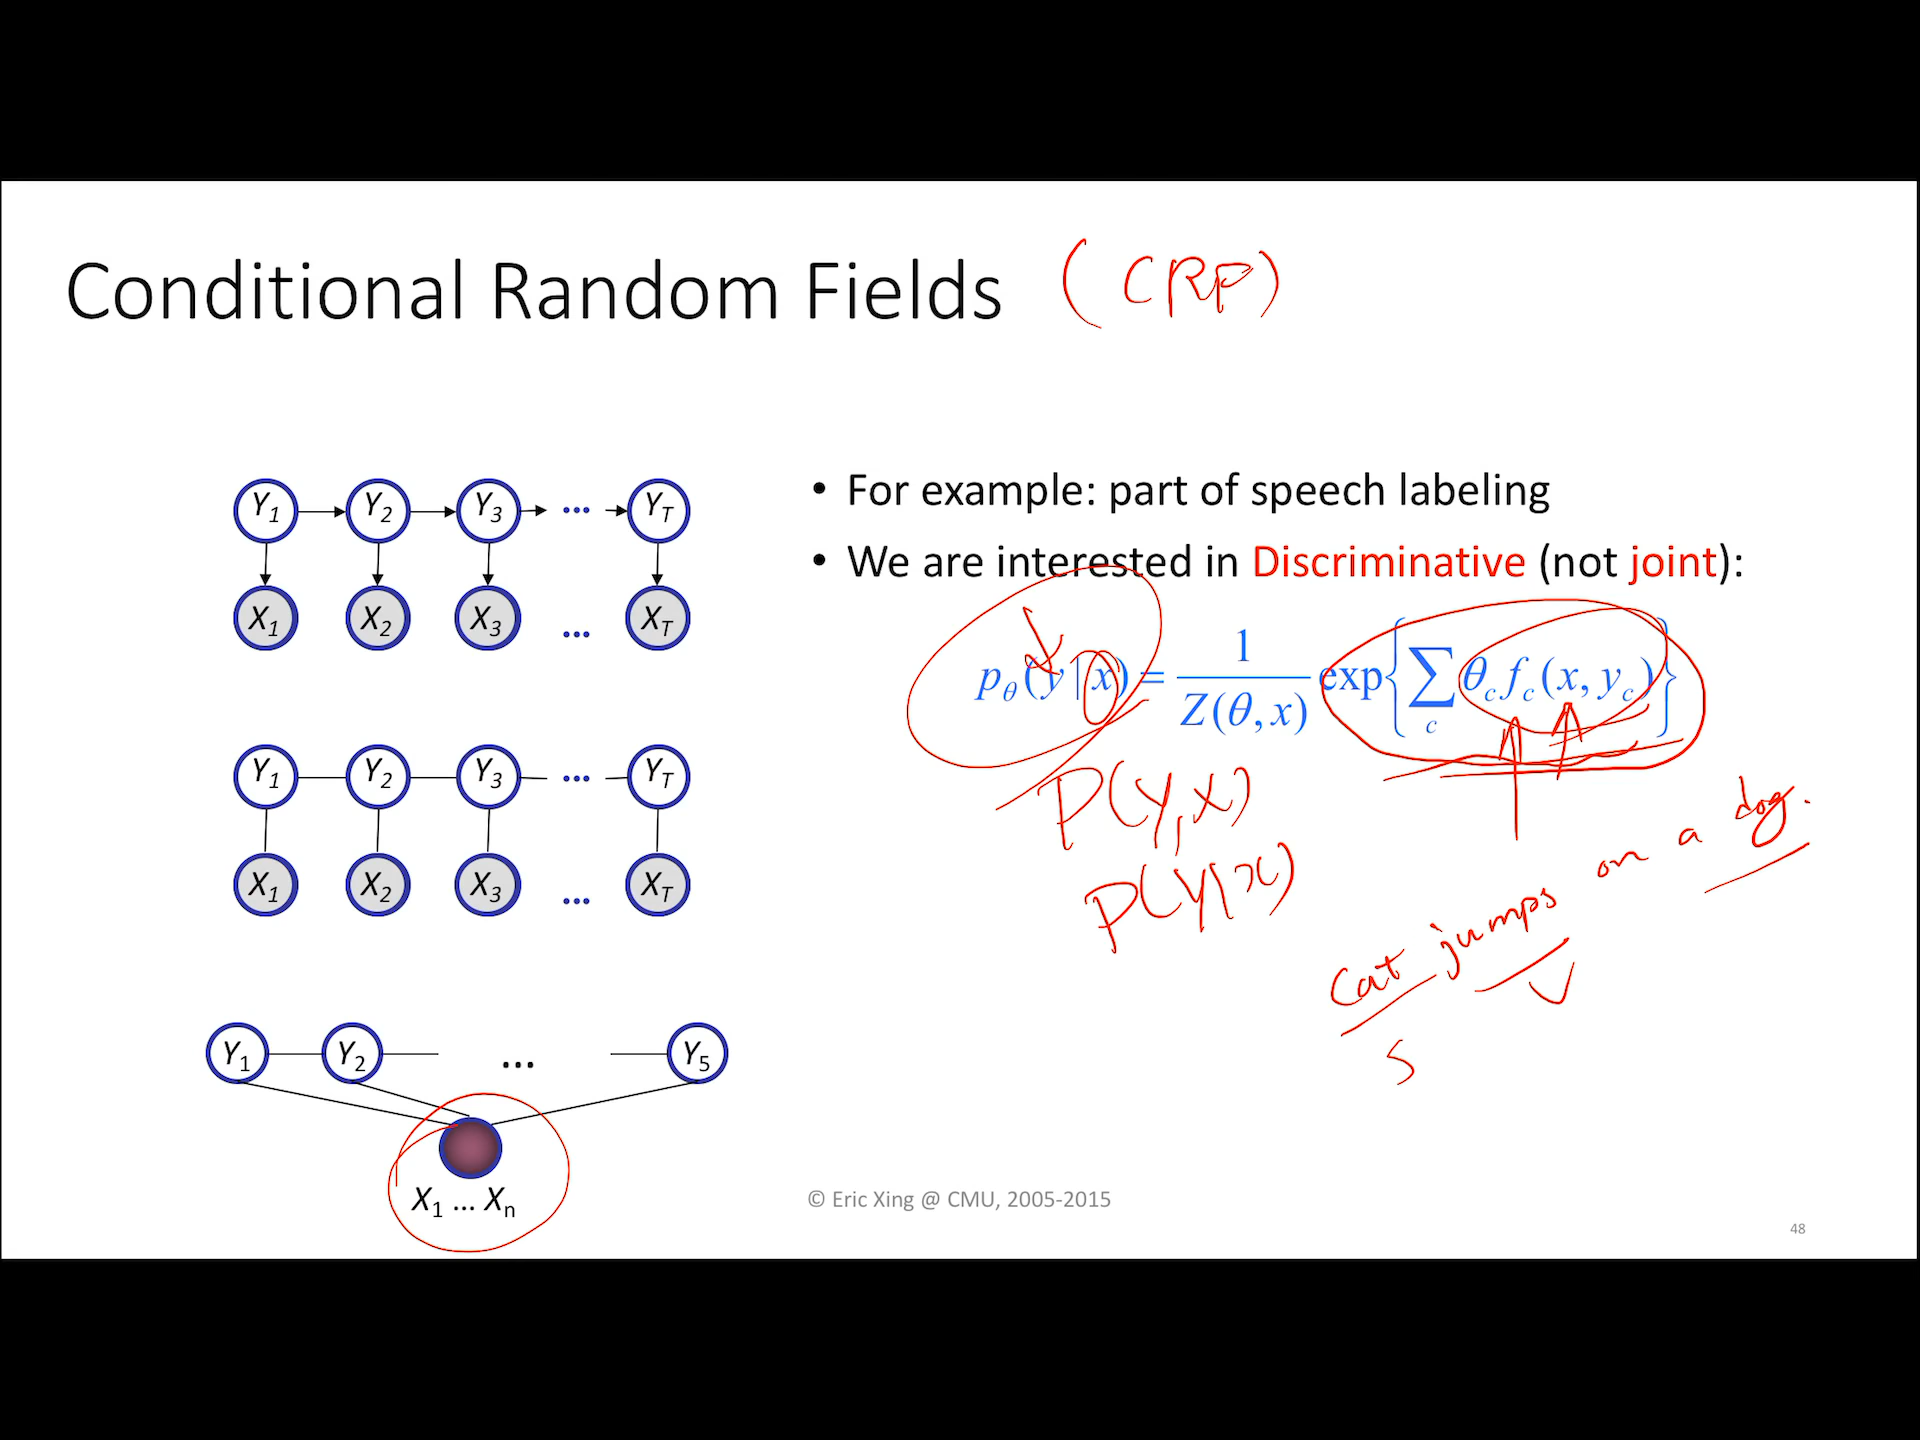 Conditional Random Fields (CRF)
Y1 Y2 Y3 ... YT
X1 X2 X3 ... XT
Y1 Y2 Y3 ... YT
X1 X2 X3 ... XT
Y1 Y2 ... Y5
X1 ... Xn
• For example: part of speech labeling
• We are interested in Discriminative (not joint):
pθ(y | x) = 1 / Z(θ, x) exp{ ∑c θc fc(x, yc) }
P(Y, X)
P(Y|X)
Cat jumps on a dog.
S
© Eric Xing @ CMU, 2005-2015
48